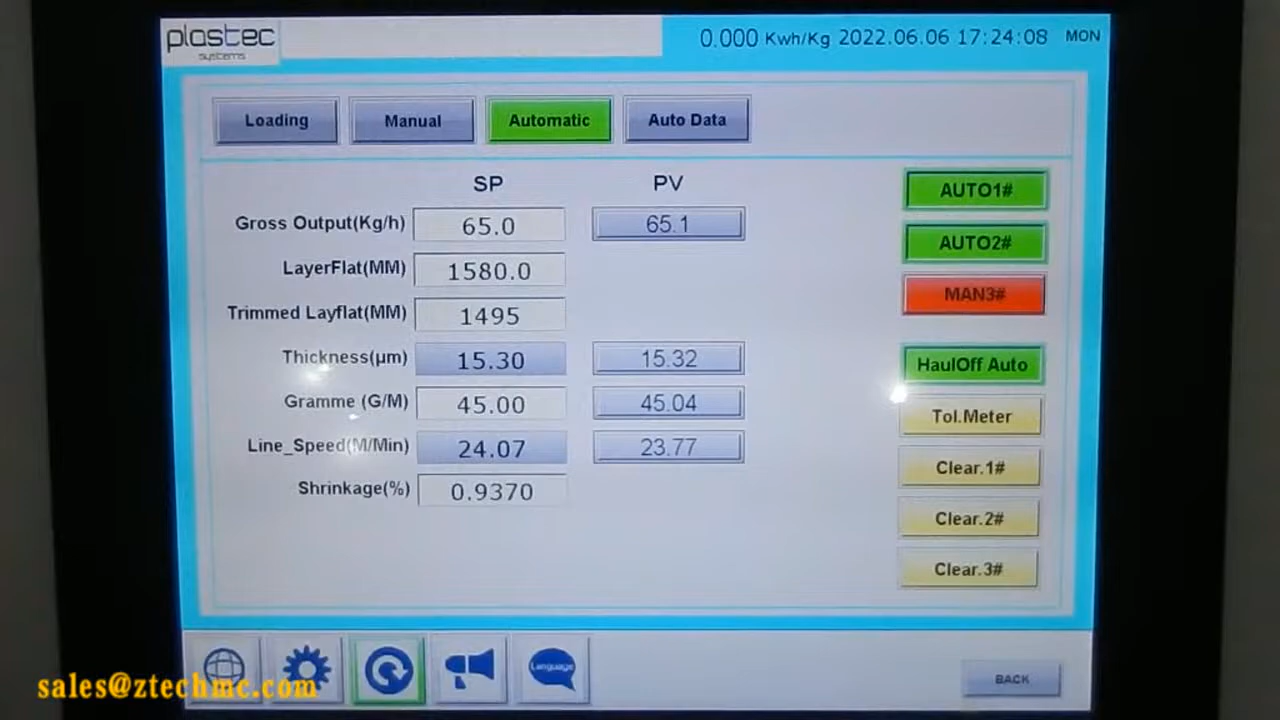 plastec
systems
0.000 Kwh/Kg 2022.06.06 17:24:08 MON
Loading Manual Automatic Auto Data
SP PV
Gross Output(Kg/h) 65.0 65.1
LayerFlat(MM) 1580.0
Trimmed Layflat(MM) 1495
Thickness(μm) 15.30 15.32
Gramme (G/M) 45.00 45.04
Line_Speed(M/Min) 24.07 23.77
Shrinkage(%) 0.9370
AUTO1#
AUTO2#
MAN3#
HaulOff Auto
Tol.Meter
Clear.1#
Clear.2#
Clear.3#
Language
BACK
sales@ztechmc.com